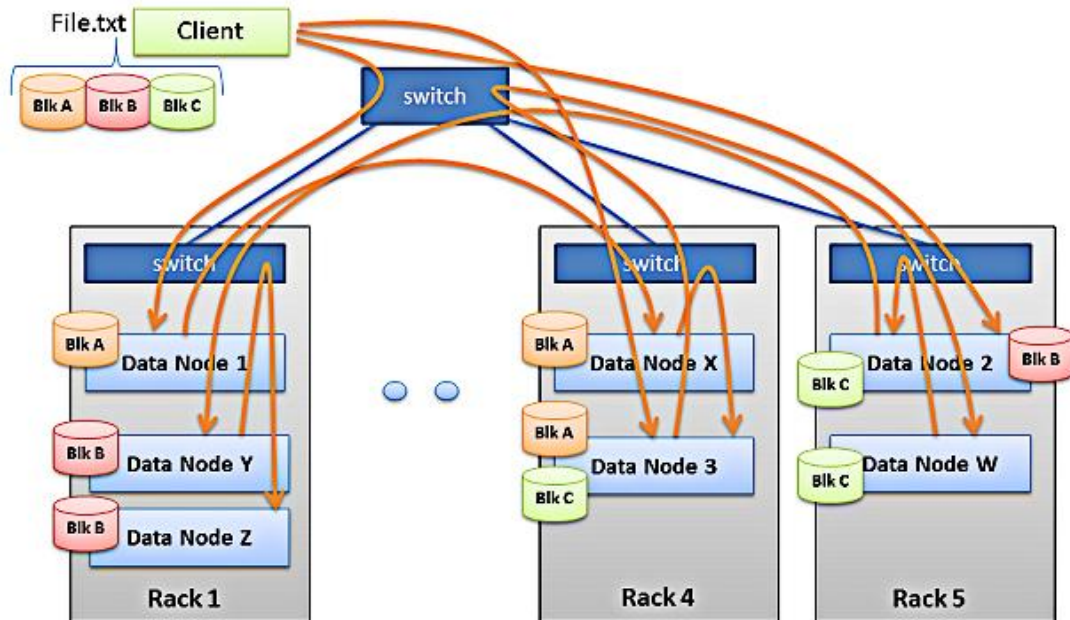 File.txt
Client
Blk A
Blk B
Blk C
switch
switch
Blk A
Data Node 1
Blk B
Data Node Y
Blk B
Data Node Z
Rack 1
switch
Blk A
Data Node X
Blk A
Data Node 3
Blk C
Rack 4
switch
Data Node 2
Blk B
Blk C
Data Node W
Blk C
Rack 5